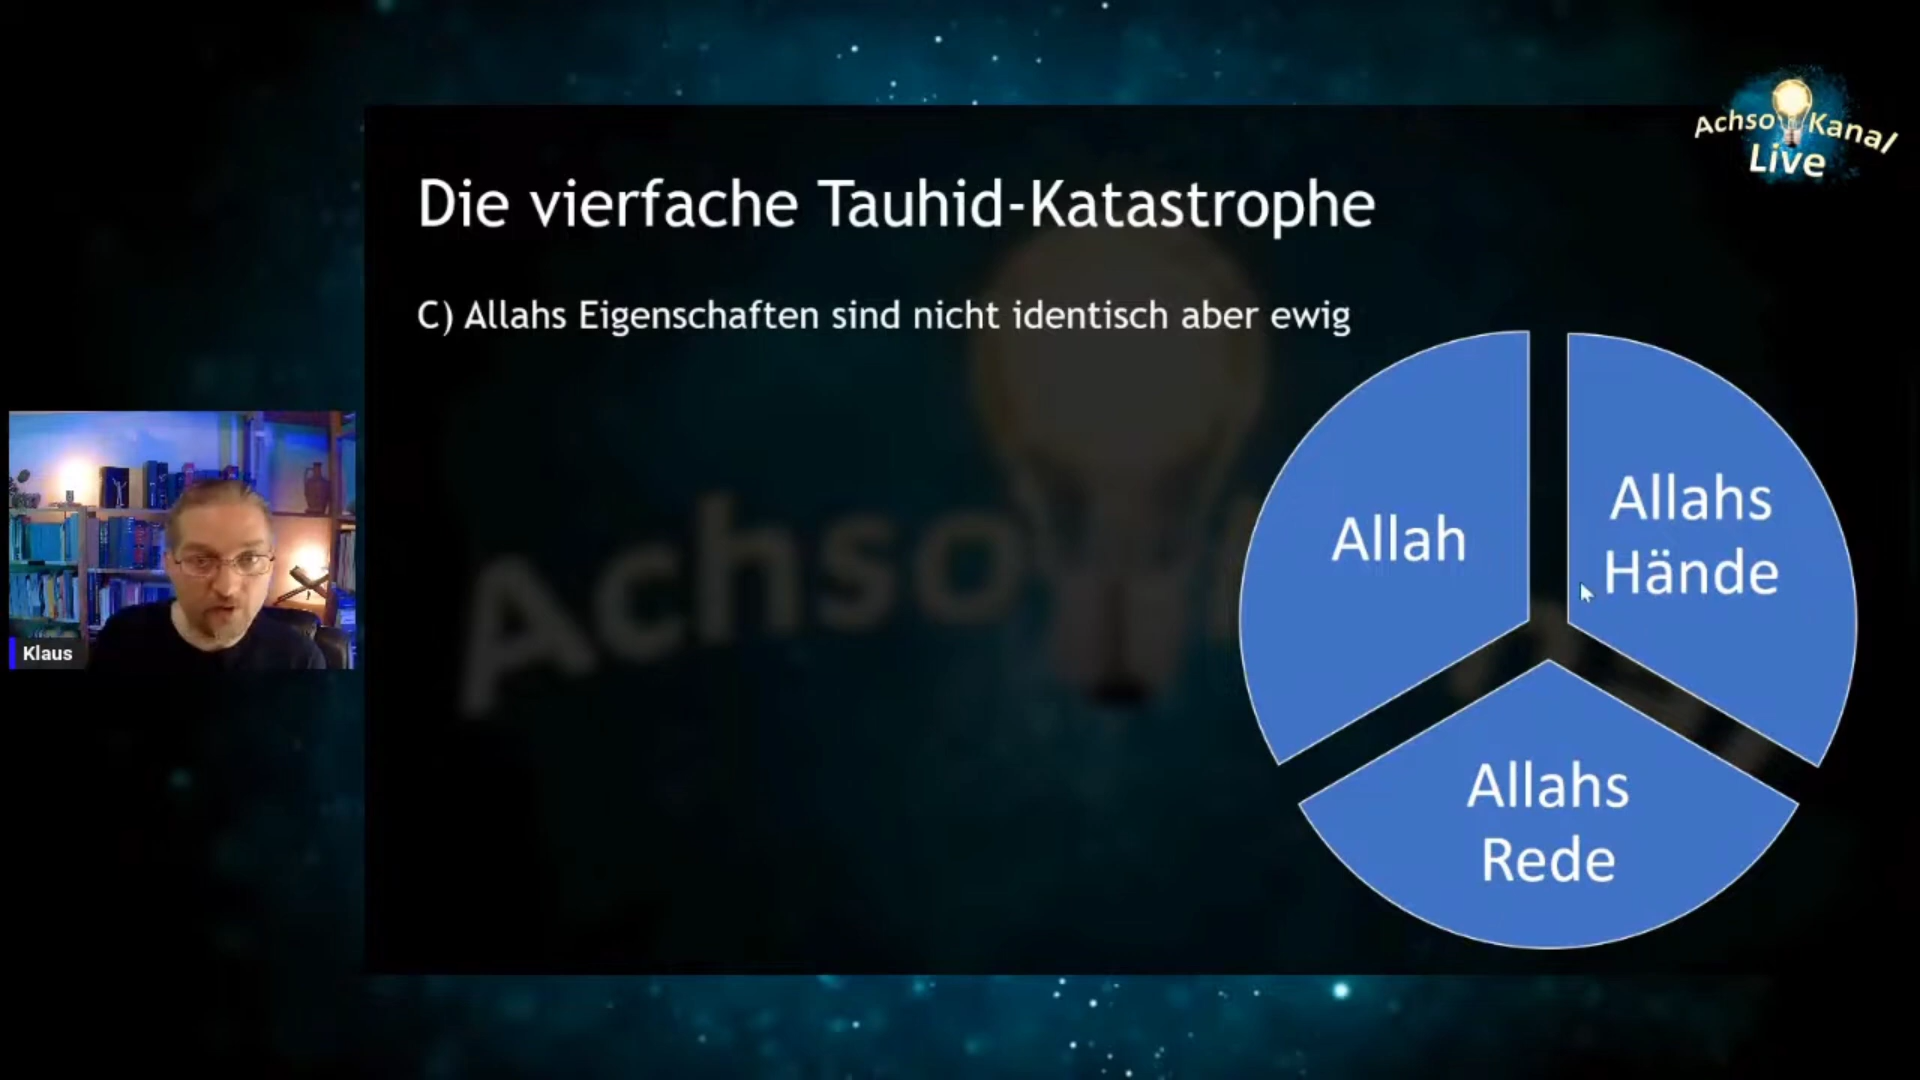 Achso Kanal
Live
Die vierfache Tauhid-Katastrophe
C) Allahs Eigenschaften sind nicht identisch aber ewig
Allah
Allahs
Hände
Allahs
Rede
Klaus
Achso